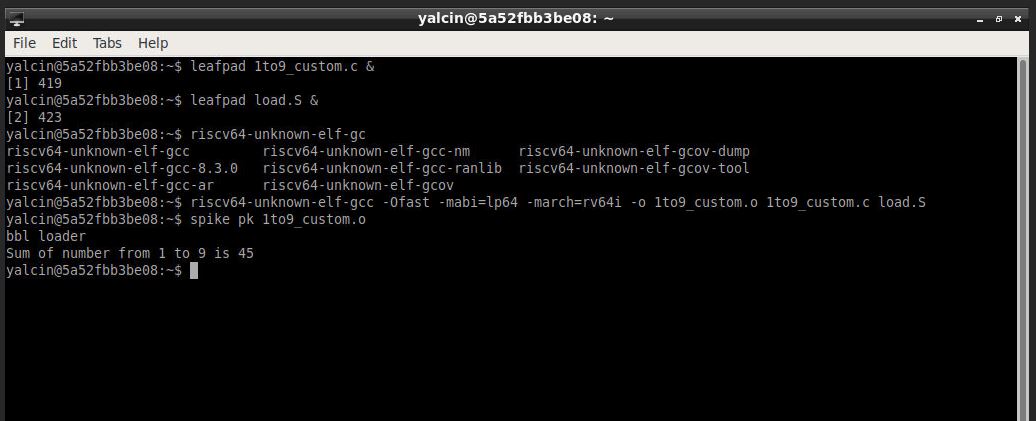 yalcin@5a52fbb3be08: ~
File Edit Tabs Help
yalcin@5a52fbb3be08:~$ leafpad 1to9_custom.c &
[1] 419
yalcin@5a52fbb3be08:~$ leafpad load.S &
[2] 423
yalcin@5a52fbb3be08:~$ riscv64-unknown-elf-gc
riscv64-unknown-elf-gcc riscv64-unknown-elf-gcc-nm riscv64-unknown-elf-gcov-dump
riscv64-unknown-elf-gcc-8.3.0 riscv64-unknown-elf-gcc-ranlib riscv64-unknown-elf-gcov-tool
riscv64-unknown-elf-gcc-ar riscv64-unknown-elf-gcov
yalcin@5a52fbb3be08:~$ riscv64-unknown-elf-gcc -Ofast -mabi=lp64 -march=rv64i -o 1to9_custom.o 1to9_custom.c load.S
yalcin@5a52fbb3be08:~$ spike pk 1to9_custom.o
bbl loader
Sum of number from 1 to 9 is 45
yalcin@5a52fbb3be08:~$